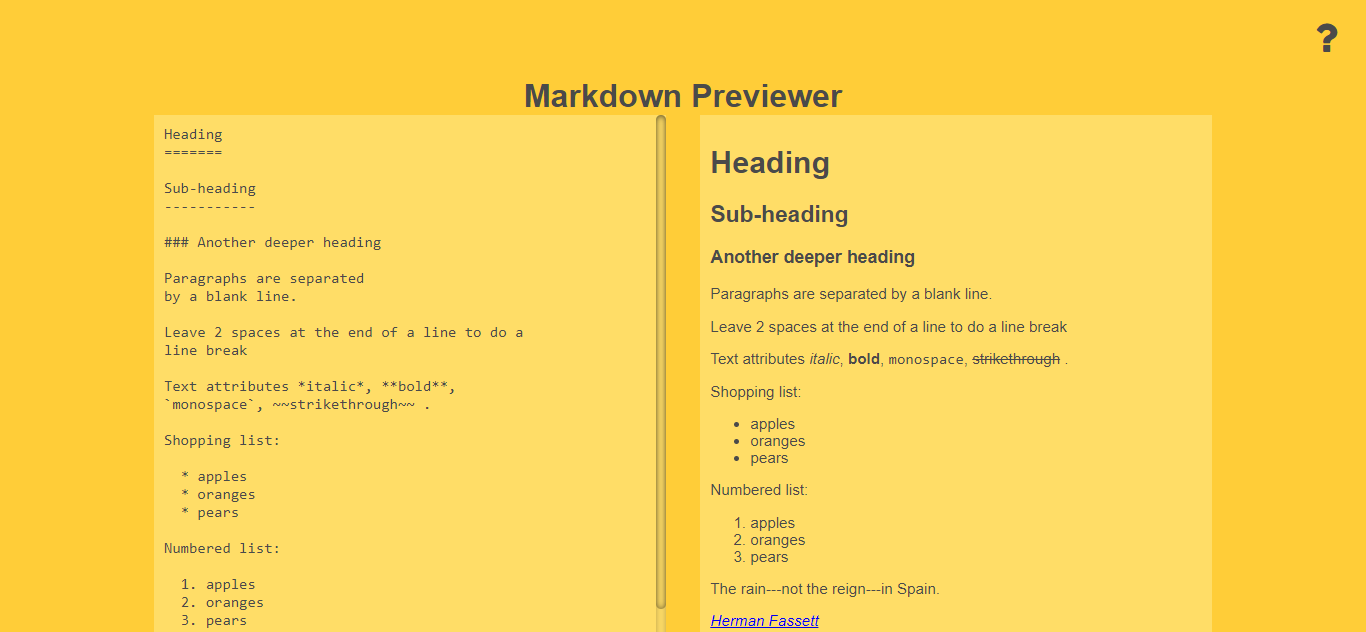 ?
Markdown Previewer
Heading
=======
Sub-heading
-----------
### Another deeper heading
Paragraphs are separated
by a blank line.
Leave 2 spaces at the end of a line to do a
line break
Text attributes *italic*, **bold**,
`monospace`, ~~strikethrough~~ .
Shopping list:
* apples
* oranges
* pears
Numbered list:
1. apples
2. oranges
3. pears
Heading
Sub-heading
Another deeper heading
Paragraphs are separated by a blank line.
Leave 2 spaces at the end of a line to do a line break
Text attributes italic, bold, monospace, strikethrough .
Shopping list:
• apples
• oranges
• pears
Numbered list:
1. apples
2. oranges
3. pears
The rain---not the reign---in Spain.
Herman Fassett